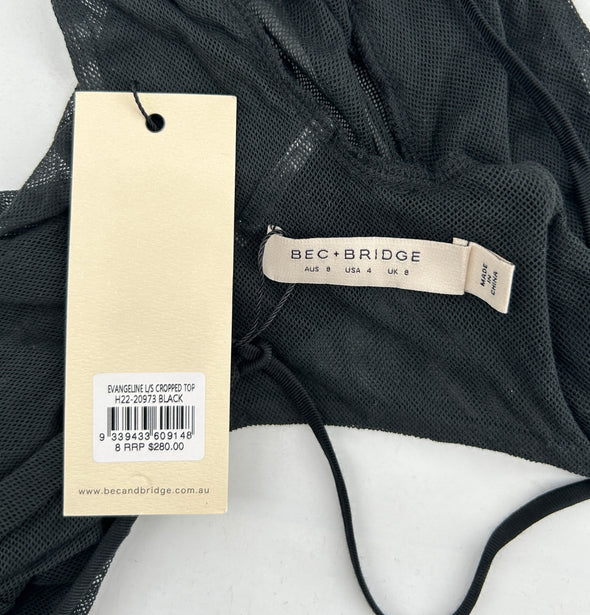 BEC + BRIDGE
AUS 8 USA 4 UK 8
MADE
IN
CHINA
EVANGELINE L/S CROPPED TOP
H22-20973 BLACK
9 339433 609148
8 RRP $280.00
www.becandbridge.com.au